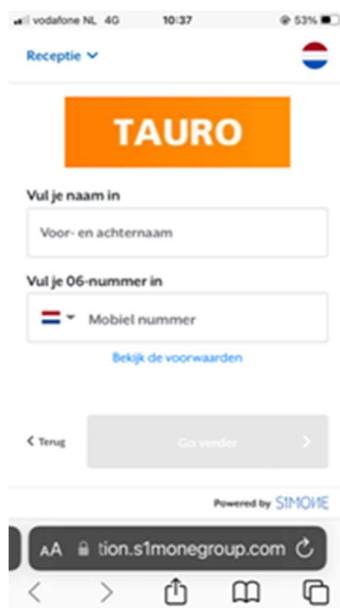 vodafone NL 4G 10:37 53%
Receptie
TAURO
Vul je naam in
Voor- en achternaam
Vul je 06-nummer in
Mobiel nummer
Bekijk de voorwaarden
Terug Ga verder
Powered by S1MONE
AA tion.s1monegroup.com